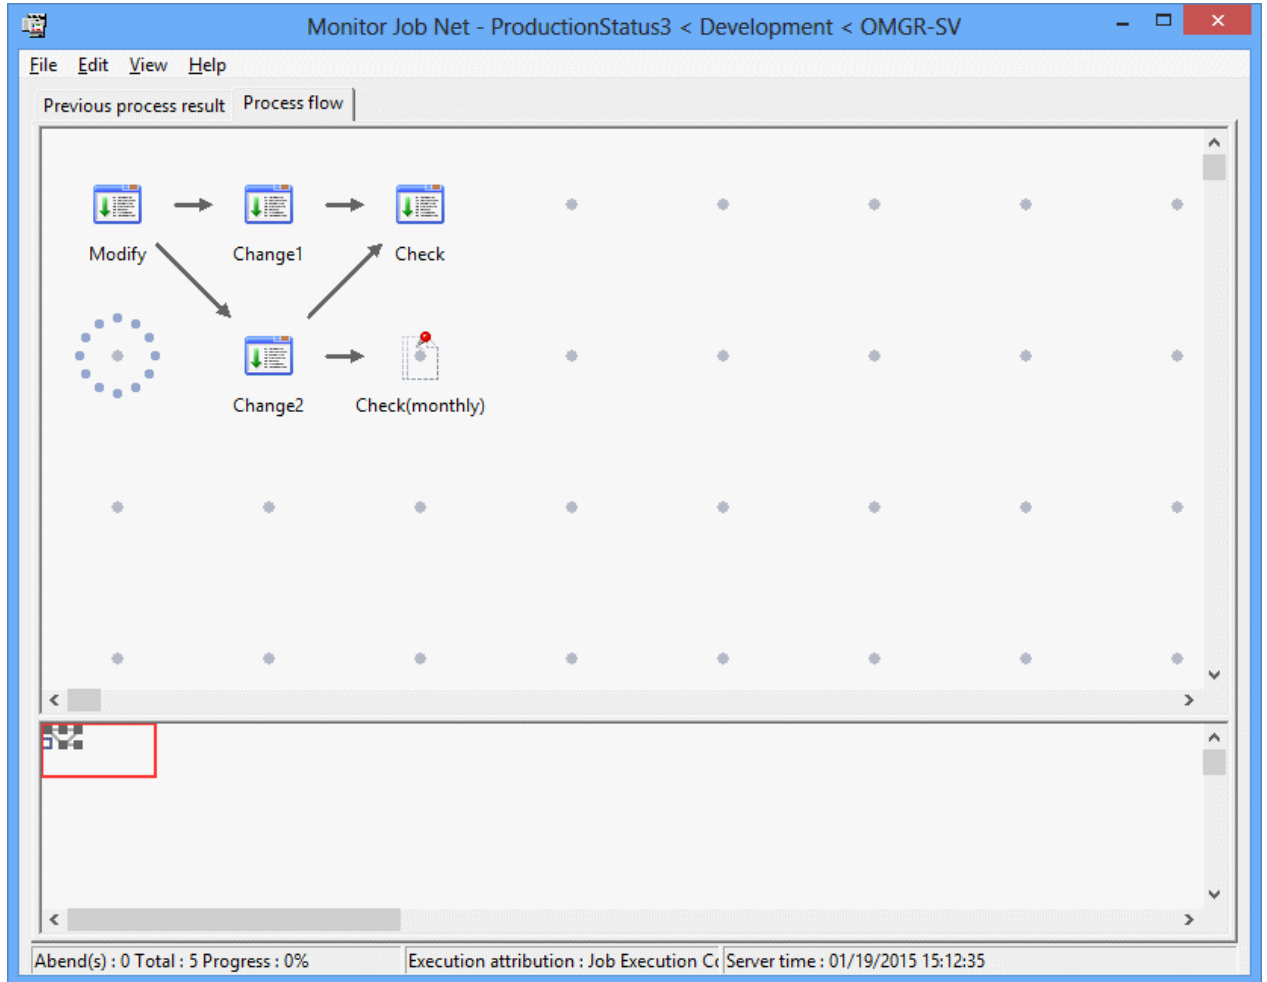 Monitor Job Net - ProductionStatus3 < Development < OMGR-SV
File Edit View Help
Previous process result Process flow
Modify Change1 Check
Change2 Check(monthly)
Abend(s) : 0 Total : 5 Progress : 0% Execution attribution : Job Execution Server time : 01/19/2015 15:12:35